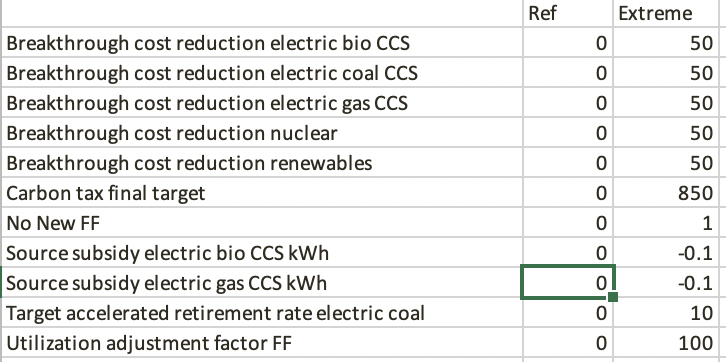 Ref Extreme
Breakthrough cost reduction electric bio CCS 0 50
Breakthrough cost reduction electric coal CCS 0 50
Breakthrough cost reduction electric gas CCS 0 50
Breakthrough cost reduction nuclear 0 50
Breakthrough cost reduction renewables 0 50
Carbon tax final target 0 850
No New FF 0 1
Source subsidy electric bio CCS kWh 0 -0.1
Source subsidy electric gas CCS kWh 0 -0.1
Target accelerated retirement rate electric coal 0 10
Utilization adjustment factor FF 0 100